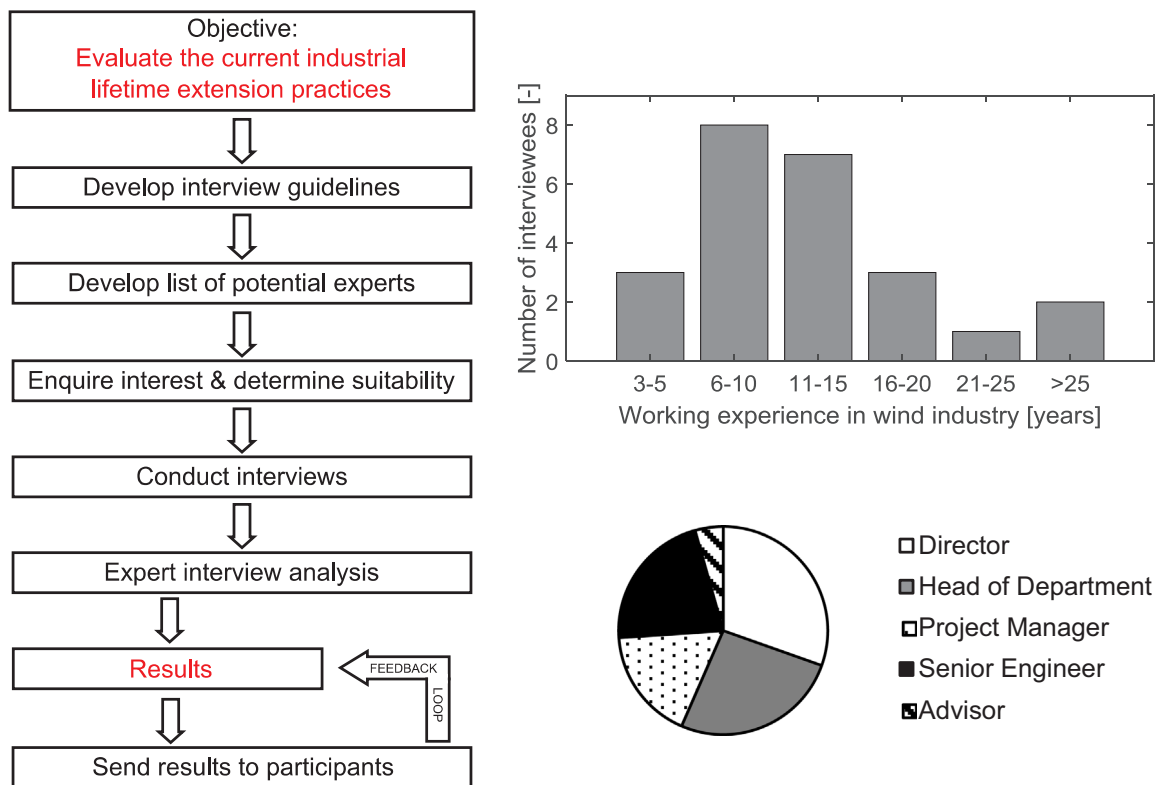 Objective:
Evaluate the current industrial
lifetime extension practices
Develop interview guidelines
Develop list of potential experts
Enquire interest & determine suitability
Conduct interviews
Expert interview analysis
Results
FEEDBACK
LOOP
Send results to participants
Number of interviewees [-]
8
6
4
2
0
3-5 6-10 11-15 16-20 21-25 >25
Working experience in wind industry [years]
Director
Head of Department
Project Manager
Senior Engineer
Advisor